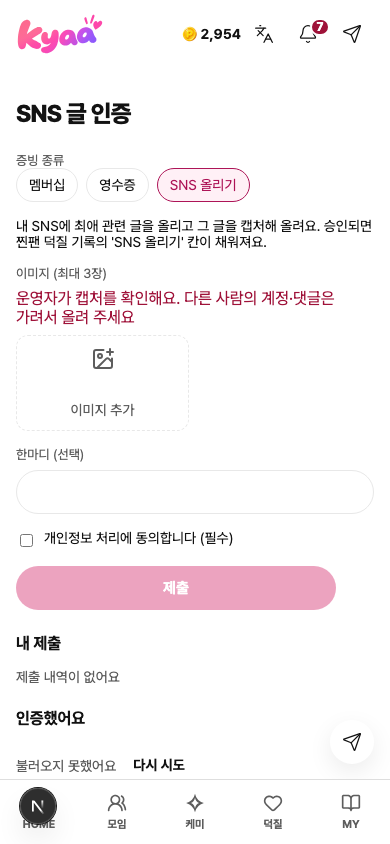 kyaa
2,954
7
SNS 글 인증
증빙 종류
멤버십
영수증
SNS 올리기
내 SNS에 최애 관련 글을 올리고 그 글을 캡처해 올려요. 승인되면
찐팬 덕질 기록의 'SNS 올리기' 칸이 채워져요.
이미지 (최대 3장)
운영자가 캡처를 확인해요. 다른 사람의 계정·댓글은
가려서 올려 주세요
이미지 추가
한마디 (선택)
개인정보 처리에 동의합니다 (필수)
제출
내 제출
제출 내역이 없어요
인증했어요
불러오지 못했어요 다시 시도
N
HOME
모임
케미
덕질
MY